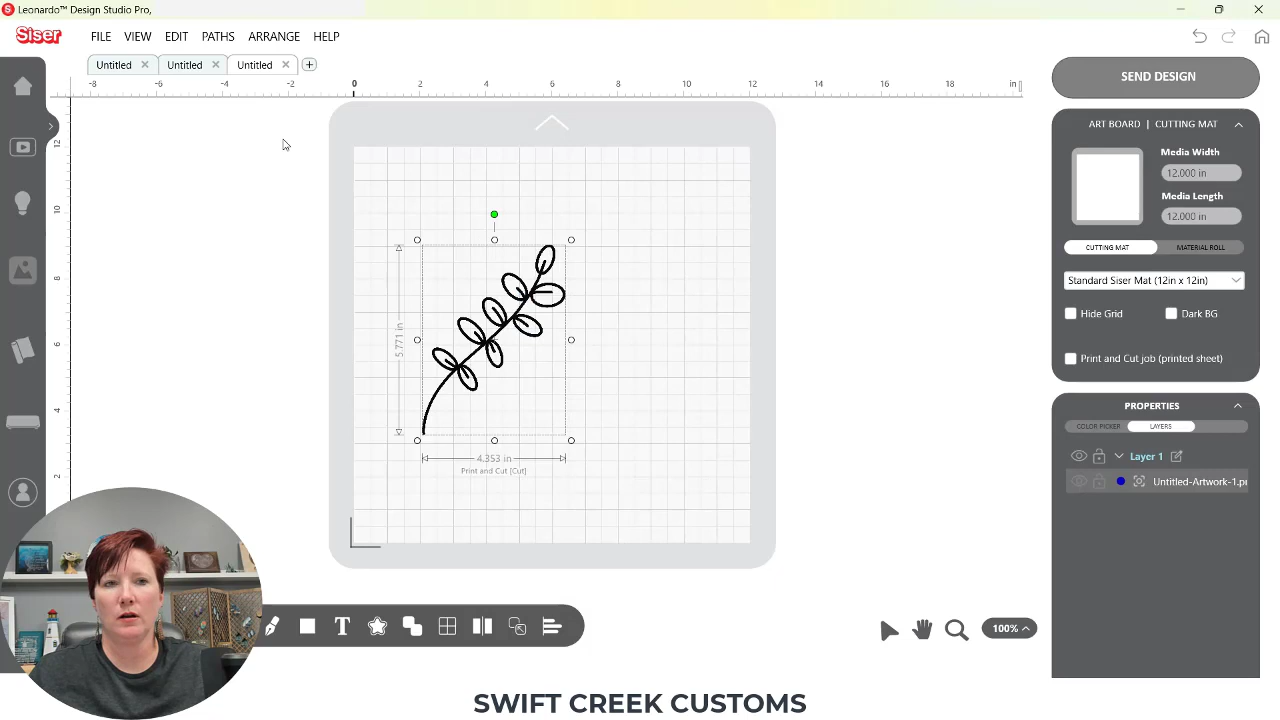 Leonardo™ Design Studio Pro,
Siser
FILE VIEW EDIT PATHS ARRANGE HELP
Untitled Untitled Untitled
-8 -6 -4 -2 0 2 4 6 8 10 12 14 16 18 in
12
10
8
6
4
2
5.771 in
4.353 in
Print and Cut [Cut]
SEND DESIGN
ART BOARD | CUTTING MAT
Media Width
12.000 in
Media Length
12.000 in
CUTTING MAT MATERIAL ROLL
Standard Siser Mat (12in x 12in)
Hide Grid Dark BG
Print and Cut job (printed sheet)
PROPERTIES
COLOR PICKER LAYERS
Layer 1
Untitled-Artwork-1.p
T
100%
SWIFT CREEK CUSTOMS